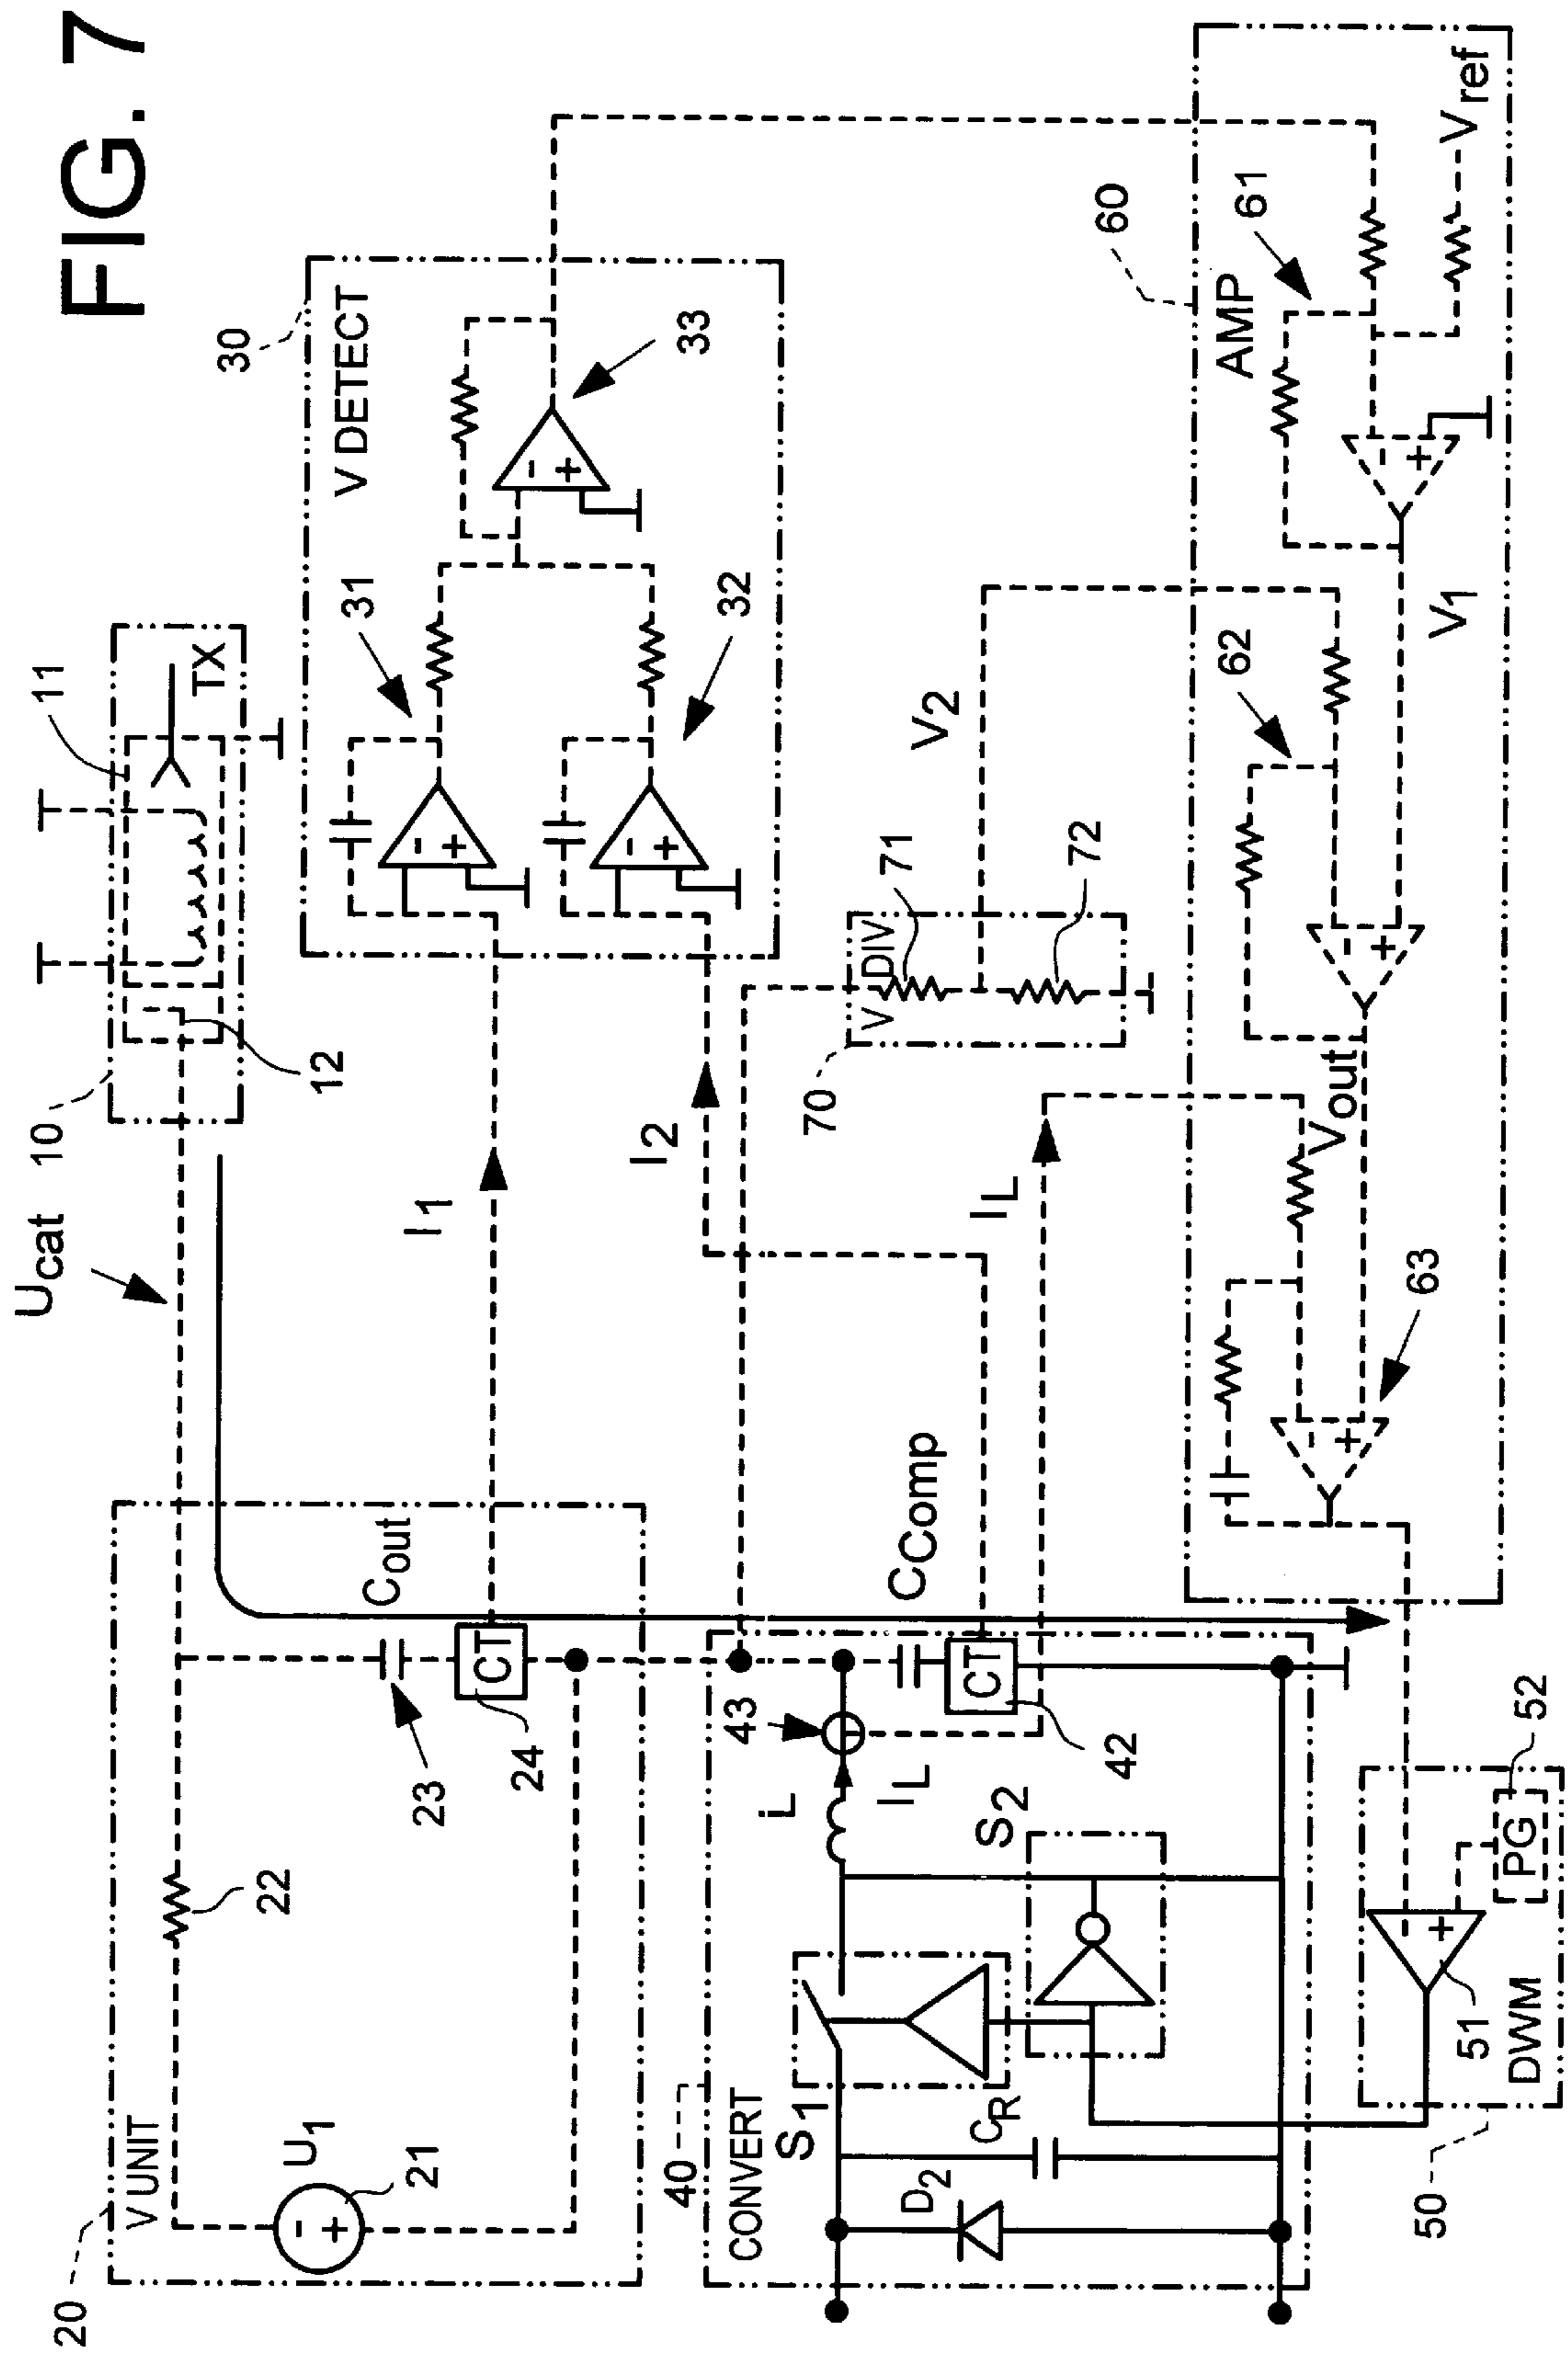 FIG. 7
10
11
12
TX
Ucat
20
V UNIT
U1
21
22
23
Cout
CT
24
I1
I2
30
V DETECT
31
32
33
-
+
-
+
-
+
-
+
40
CONVERT
D2
CR
S1
S2
L
IL
43
CComp
CT
42
IL
70
V DIV
71
72
V2
50
DWM
51
-
+
PG
52
60
AMP
61
62
63
Vref
V1
Vout
-
+
-
+
-
+